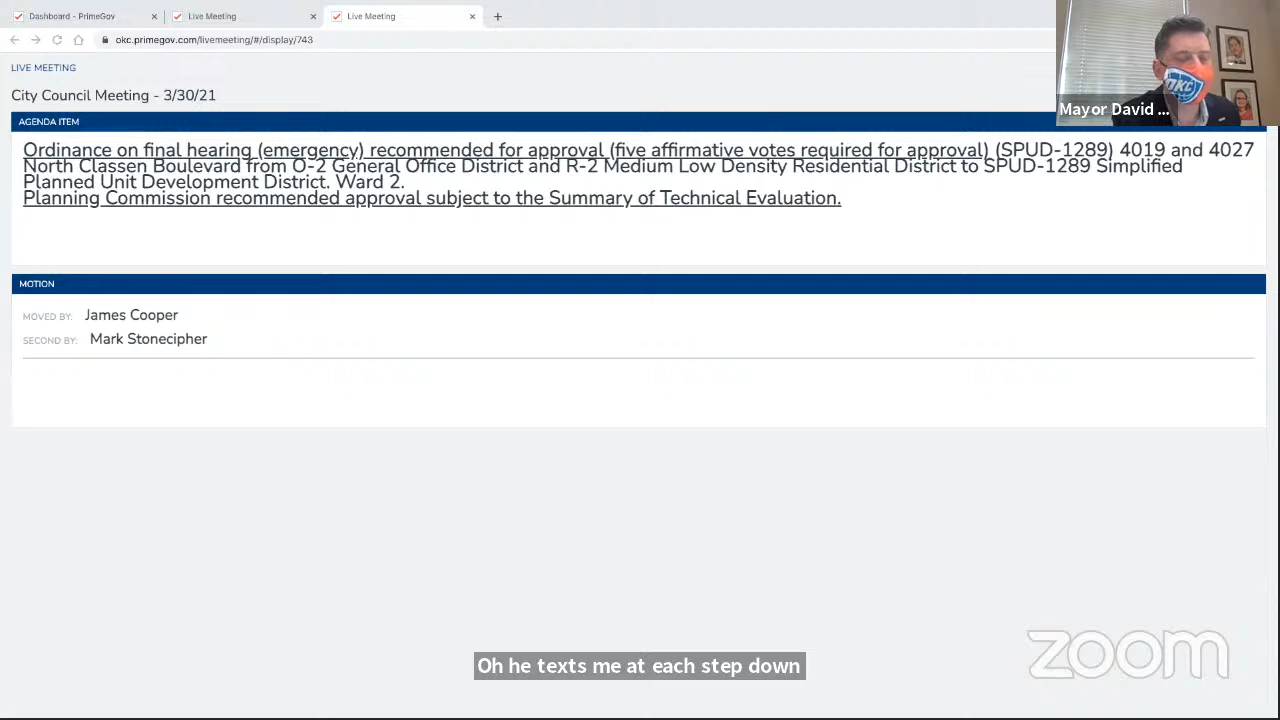 Dashboard - PrimeGov
Live Meeting
Live Meeting
okc.primegov.com/livemeeting/#/display/743
LIVE MEETING
City Council Meeting - 3/30/21
AGENDA ITEM
Ordinance on final hearing (emergency) recommended for approval (five affirmative votes required for approval) (SPUD-1289) 4019 and 4027
North Classen Boulevard from O-2 General Office District and R-2 Medium Low Density Residential District to SPUD-1289 Simplified
Planned Unit Development District. Ward 2.
Planning Commission recommended approval subject to the Summary of Technical Evaluation.
MOTION
MOVED BY: James Cooper
SECOND BY: Mark Stonecipher
OKC
Mayor David ...
Oh he texts me at each step down
zoom